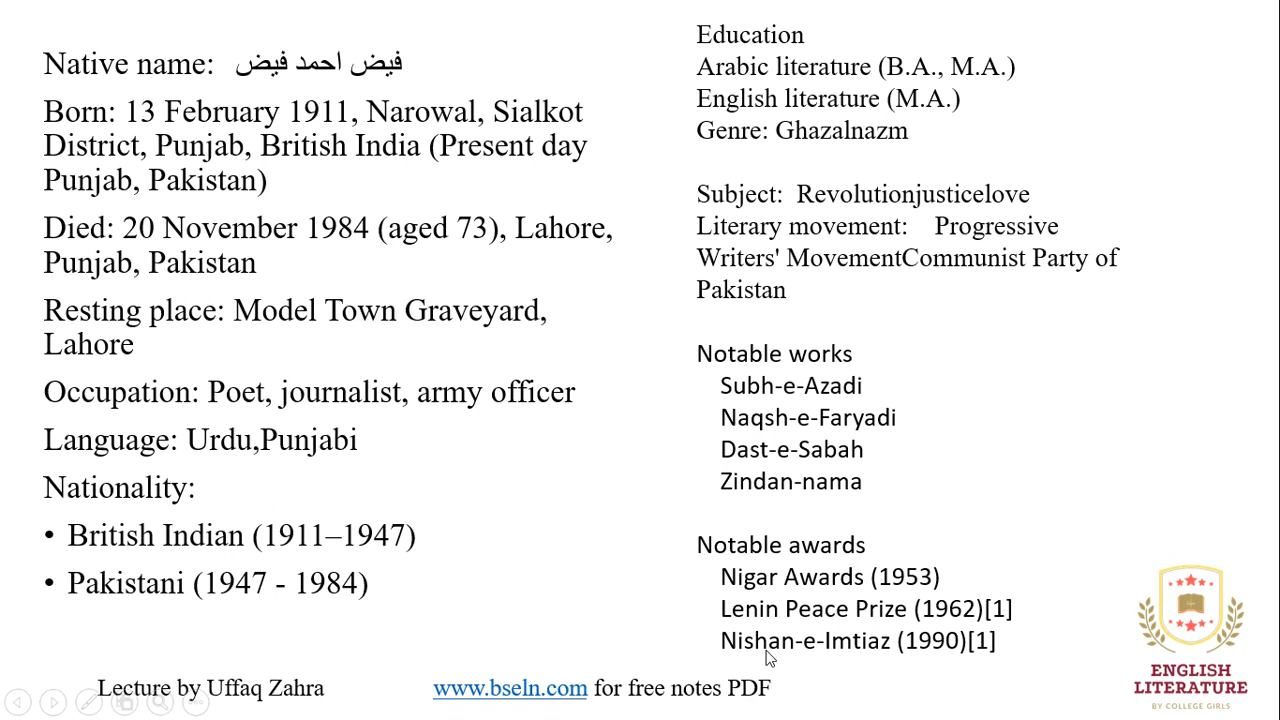 Native name: فيض احمد فيض
Born: 13 February 1911, Narowal, Sialkot
District, Punjab, British India (Present day
Punjab, Pakistan)
Died: 20 November 1984 (aged 73), Lahore,
Punjab, Pakistan
Resting place: Model Town Graveyard,
Lahore
Occupation: Poet, journalist, army officer
Language: Urdu,Punjabi
Nationality:
• British Indian (1911–1947)
• Pakistani (1947 - 1984)
Education
Arabic literature (B.A., M.A.)
English literature (M.A.)
Genre: Ghazalnazm
Subject: Revolutionjusticelove
Literary movement: Progressive
Writers' MovementCommunist Party of
Pakistan
Notable works
Subh-e-Azadi
Naqsh-e-Faryadi
Dast-e-Sabah
Zindan-nama
Notable awards
Nigar Awards (1953)
Lenin Peace Prize (1962)[1]
Nishan-e-Imtiaz (1990)[1]
Lecture by Uffaq Zahra
www.bseln.com for free notes PDF
ENGLISH
LITERATURE
BY COLLEGE GIRLS